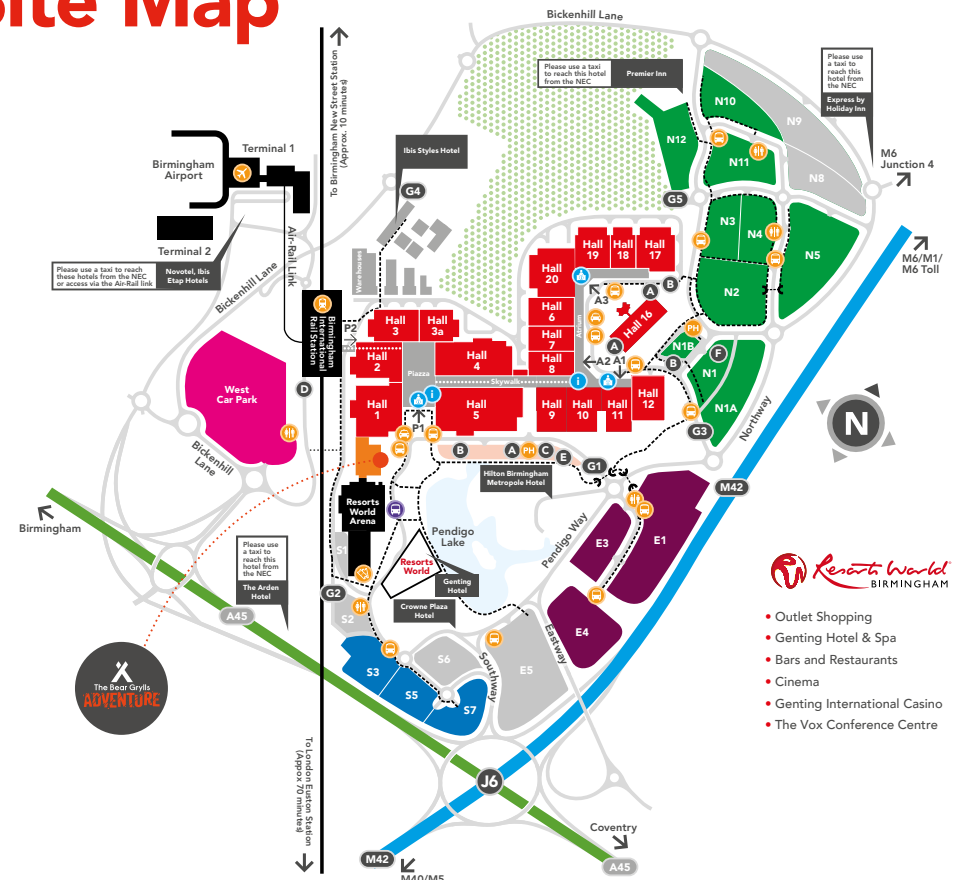 Site Map
Bickenhill Lane
To Birmingham New Street Station
(Approx. 10 minutes)
Please use a taxi to
reach this hotel
from the NEC
Premier Inn
Please use
a taxi to
reach this
hotel
from the
NEC
Express by
Holiday Inn
M6
Junction 4
M6/M1/
M6 Toll
Terminal 1
Birmingham
Airport
Terminal 2
Air-Rail Link
Please use a taxi to reach
these hotels from the NEC
or access via the Air-Rail link
Novotel, Ibis
Etap Hotels
Bickenhill Lane
Ibis Styles Hotel
G4
Warehouses
Birmingham
International
Rail Station
P2
N10
N9
N8
N12
N11
G5
N3
N4
N5
N2
N1B
N1
N1A
PH
F
B
G3
Northway
Hall
19
Hall
18
Hall
17
Hall
20
Hall
6
Hall
7
Hall
8
Atrium
A3
A
B
Hall 16
A
A2
A1
Hall
3
Hall
3a
Hall
2
Hall
4
Piazza
Skywalk
Hall
1
Hall
5
Hall
9
Hall
10
Hall
11
Hall
12
i
i
P1
West
Car Park
D
Bickenhill
Lane
B
A
PH
C
E
G1
Hilton Birmingham
Metropole Hotel
N
M42
Resorts
World
Arena
Pendigo
Lake
Pendigo Way
E3
E1
E4
E5
Eastway
Southway
Resorts
World
Genting
Hotel
Crowne Plaza
Hotel
S1
G2
S2
S3
S5
S6
S7
Birmingham
A45
Please use
a taxi to
reach this
hotel from
the NEC
The Arden
Hotel
The Bear Grylls
ADVENTURE
To London Euston Station
(Appox 70 minutes)
J6
M42
M40/M5
Coventry
A45
Resorts World
BIRMINGHAM
• Outlet Shopping
• Genting Hotel & Spa
• Bars and Restaurants
• Cinema
• Genting International Casino
• The Vox Conference Centre